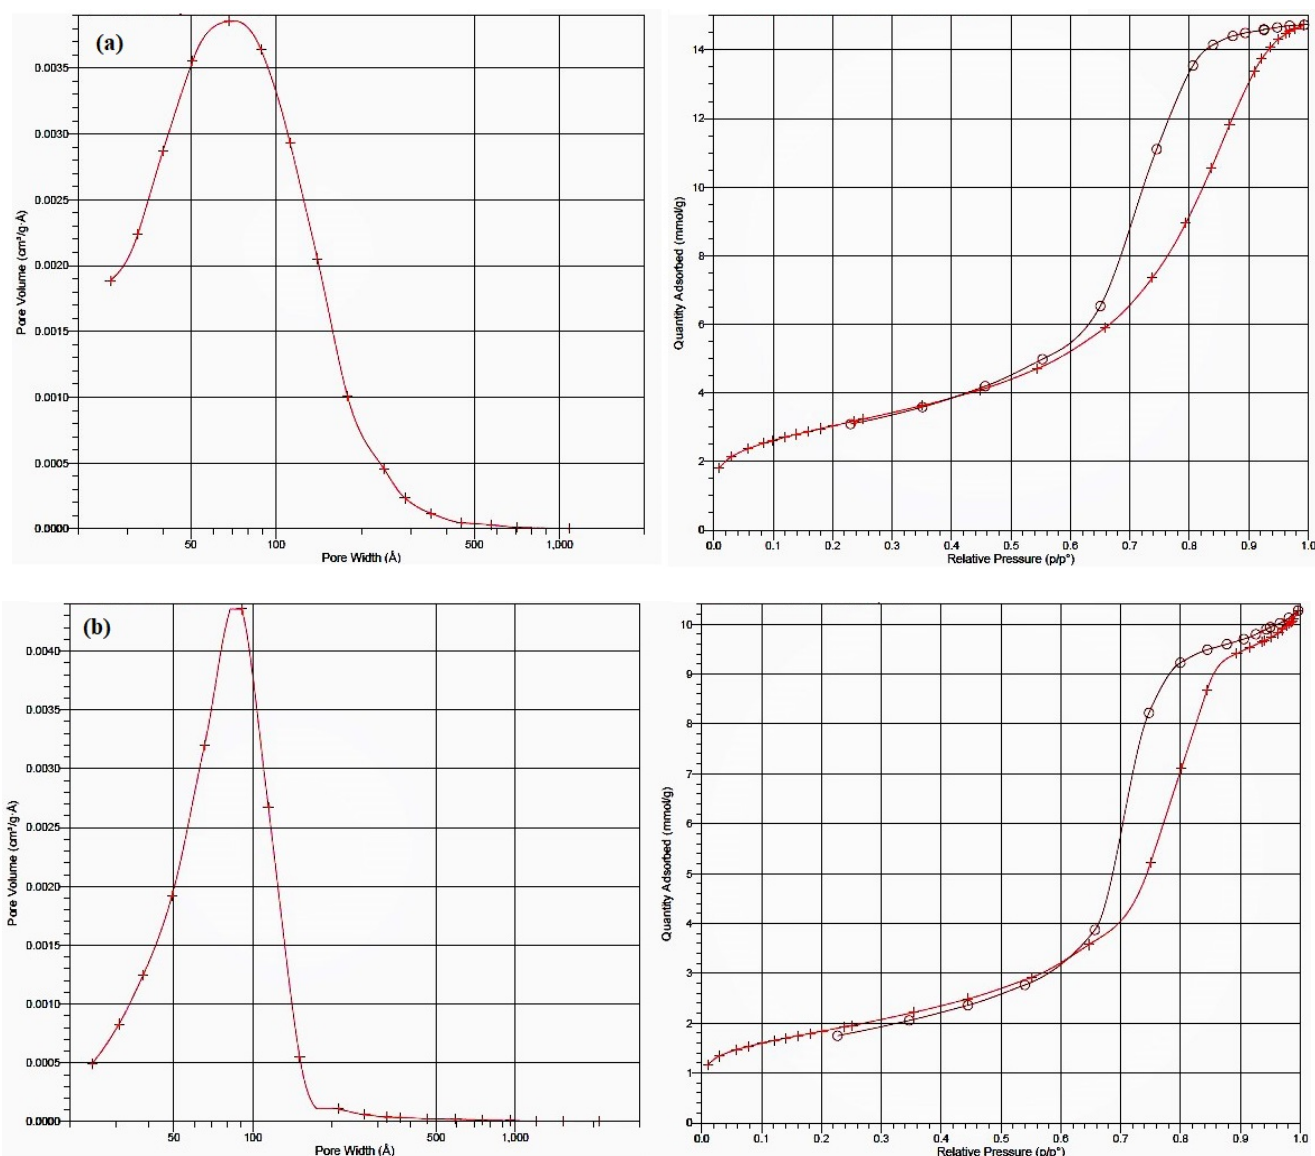 (a)
0.0035
0.0030
0.0025
0.0020
0.0015
0.0010
0.0005
0.0000
Pore Volume (cm³/g·Å)
50 100 500 1,000
Pore Width (Å)
14
12
10
8
6
4
2
0
Quantity Adsorbed (mmol/g)
0.0 0.1 0.2 0.3 0.4 0.5 0.6 0.7 0.8 0.9 1.0
Relative Pressure (p/p°)
(b)
0.0040
0.0035
0.0030
0.0025
0.0020
0.0015
0.0010
0.0005
0.0000
Pore Volume (cm³/g·Å)
50 100 500 1,000
Pore Width (Å)
10
9
8
7
6
5
4
3
2
1
0
Quantity Adsorbed (mmol/g)
0.0 0.1 0.2 0.3 0.4 0.5 0.6 0.7 0.8 0.9 1.0
Relative Pressure (p/p°)